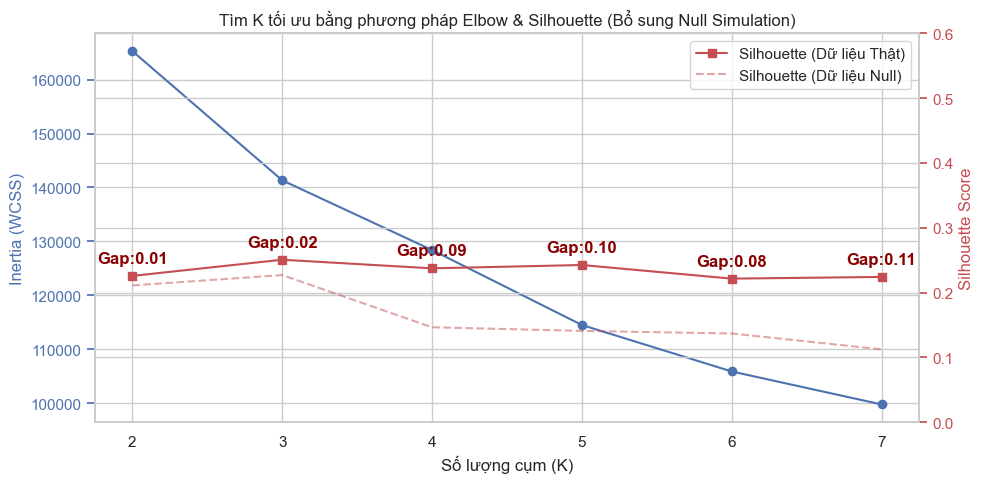 Tìm K tối ưu bằng phương pháp Elbow & Silhouette (Bổ sung Null Simulation)
Silhouette (Dữ liệu Thật)
Silhouette (Dữ liệu Null)
Inertia (WCSS)
160000
150000
140000
130000
120000
110000
100000
Gap:0.01
Gap:0.02
Gap:0.09
Gap:0.10
Gap:0.08
Gap:0.11
0.6
0.5
0.4
0.3
0.2
0.1
0.0
Silhouette Score
2 3 4 5 6 7
Số lượng cụm (K)